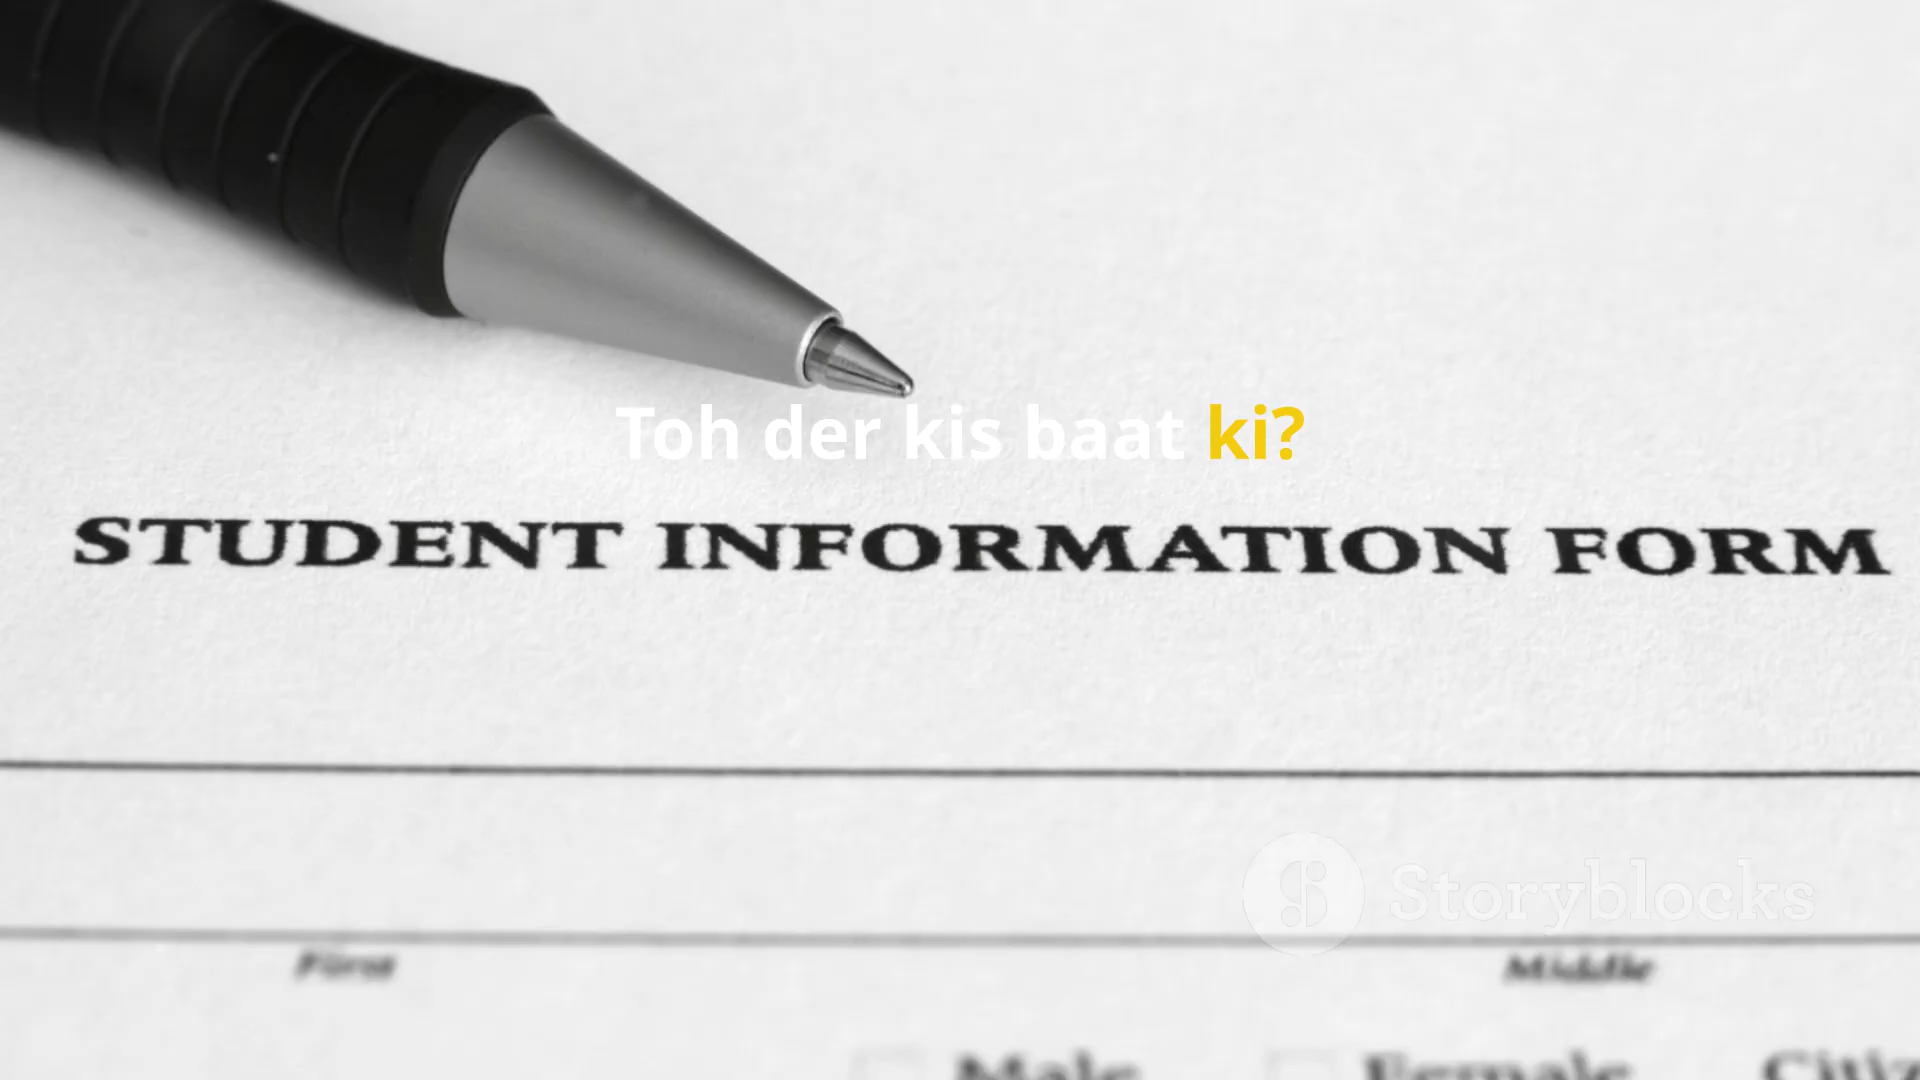 Toh der kis baat ki?
STUDENT INFORMATION FORM
Storyblocks
First
Middle
Male
Female